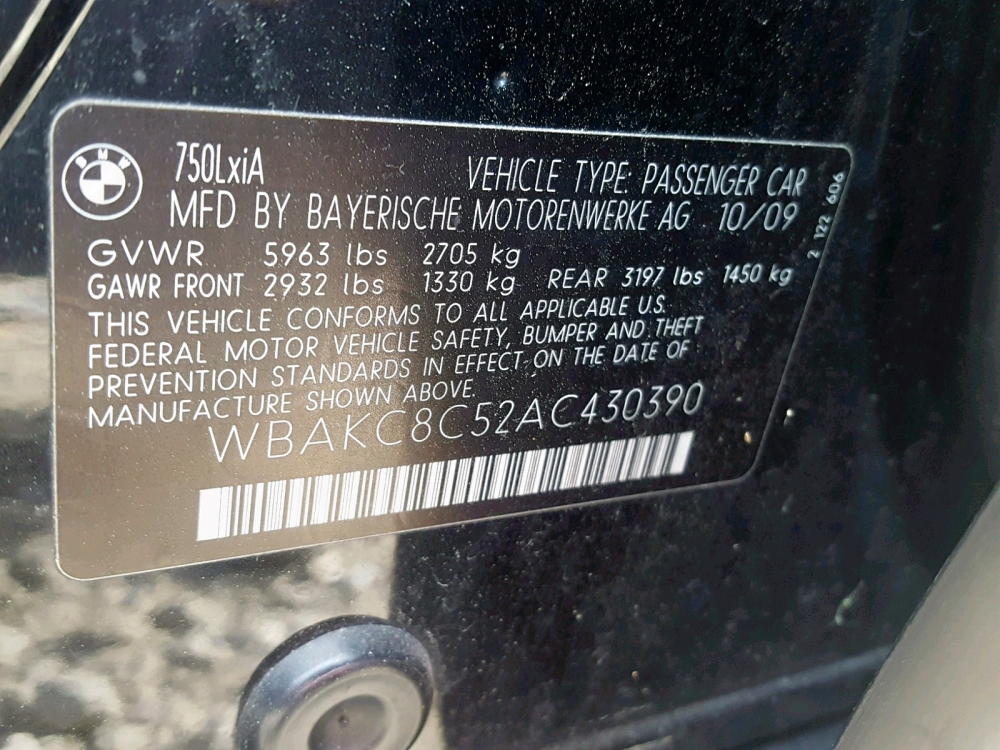 BMW
750LxiA VEHICLE TYPE: PASSENGER CAR
MFD BY BAYERISCHE MOTORENWERKE AG 10/09
GVWR 5963 lbs 2705 kg
GAWR FRONT 2932 lbs 1330 kg REAR 3197 lbs 1450 kg
THIS VEHICLE CONFORMS TO ALL APPLICABLE U.S.
FEDERAL MOTOR VEHICLE SAFETY, BUMPER AND THEFT
PREVENTION STANDARDS IN EFFECT ON THE DATE OF
MANUFACTURE SHOWN ABOVE.
WBAKC8C52AC430390
2 122 606